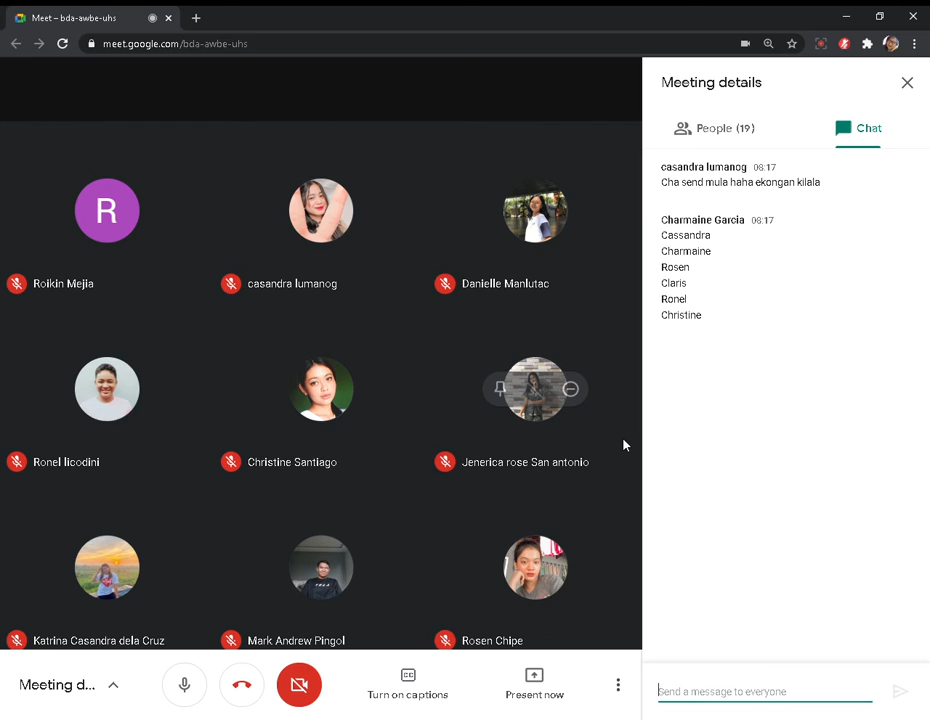 Meet – bda-awbe-uhs
meet.google.com/bda-awbe-uhs
R
Roikin Mejia
casandra lumanog
Danielle Manlutac
Ronel licodini
Christine Santiago
Jenerica rose San antonio
Katrina Casandra dela Cruz
Mark Andrew Pingol
Rosen Chipe
Meeting d...
CC
Turn on captions
Present now
Meeting details
People (19)
Chat
casandra lumanog 08:17
Cha send mula haha ekongan kilala
Charmaine Garcia 08:17
Cassandra
Charmaine
Rosen
Claris
Ronel
Christine
Send a message to everyone